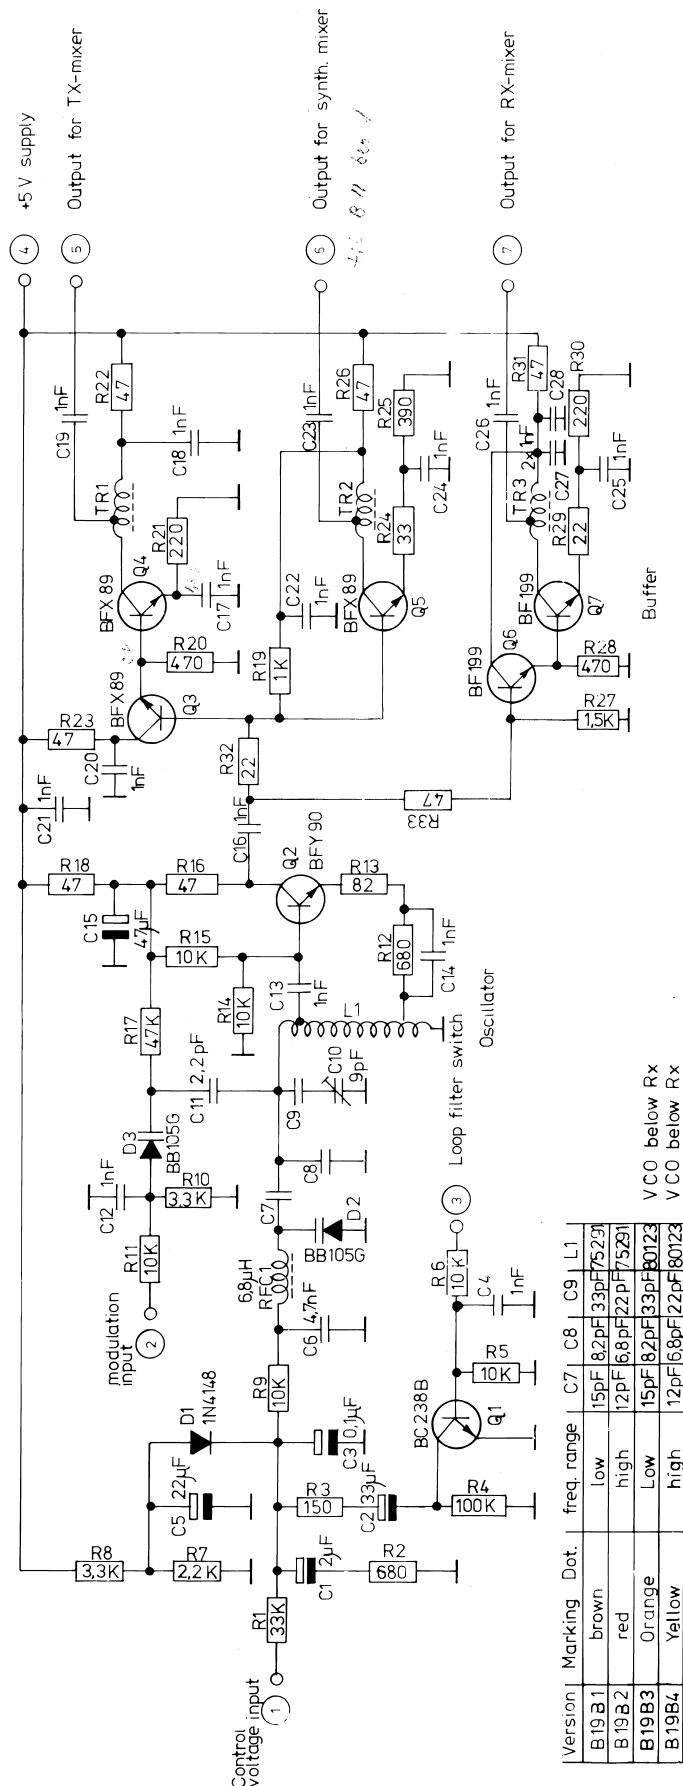 +5V supply
4
Output for TX-mixer
5
Output for synth. mixer
6
Output for RX-mixer
7
C19
1nF
R22
47
C18
1nF
TR1
R21
220
Q4
BFX89
C17
1nF
R20
470
BFX89
Q3
R23
47
C20
1nF
C21
1nF
C23
1nF
R26
47
R25
390
C24
1nF
TR2
R24
33
BFX89
Q5
C22
1nF
R19
1K
R32
22
C16
1nF
R33
47
C26
1nF
R31
47
C28
2x1nF
C27
R30
220
C25
1nF
TR3
R29
22
BF199
Q7
Q6
BF199
R28
470
R27
1,5K
Buffer
R18
47
C15
47µF
R16
47
R15
10K
R14
10K
Q2
BFY90
R13
82
R12
680
C14
1nF
C13
1nF
L1
Oscillator
R17
47K
C11
2,2pF
C9
C10
9pF
C8
C7
D3
BB105G
C12
1nF
R10
3.3K
R11
10K
modulation
input
2
D2
BB105G
6,8µH
RFC1
C6
4,7nF
R9
10K
D1
1N4148
C5
22µF
C3
0,1µF
R8
3,3K
R7
2,2K
R3
150
C2
33µF
R4
100K
C1
2µF
R2
680
R1
33K
Control
voltage input
1
BC238B
Q1
R5
10K
C4
1nF
R6
10K
3
Loop filter switch
Version Marking Dot. freq. range C7 C8 C9 L1
B19B1 brown low 15pF 8,2pF 33pF 75291
B19B2 red high 12pF 6,8pF 22pF 75291
B19B3 Orange Low 15pF 82pF 33pF 80123 VCO below Rx
B19B4 Yellow high 12pF 6,8pF 22pF 80123 VCO below Rx